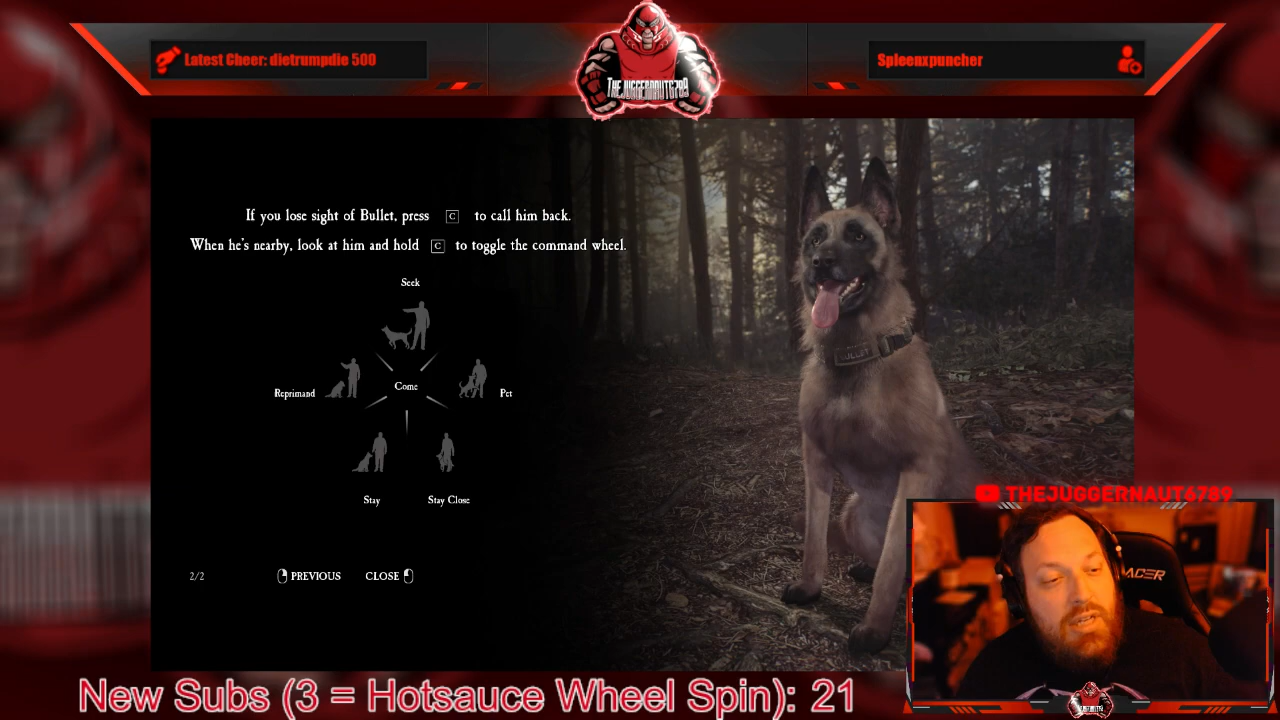 Latest Cheer: dietrumpdie 500
THEJUGGERNAUT6789
Spleenxpuncher
If you lose sight of Bullet, press C to call him back.
When he's nearby, look at him and hold C to toggle the command wheel.
Seek
Reprimand
Come
Pet
Stay
Stay Close
BULLET
2/2
PREVIOUS
CLOSE
THEJUGGERNAUT6789
ACER
New Subs (3 = Hotsauce Wheel Spin): 21